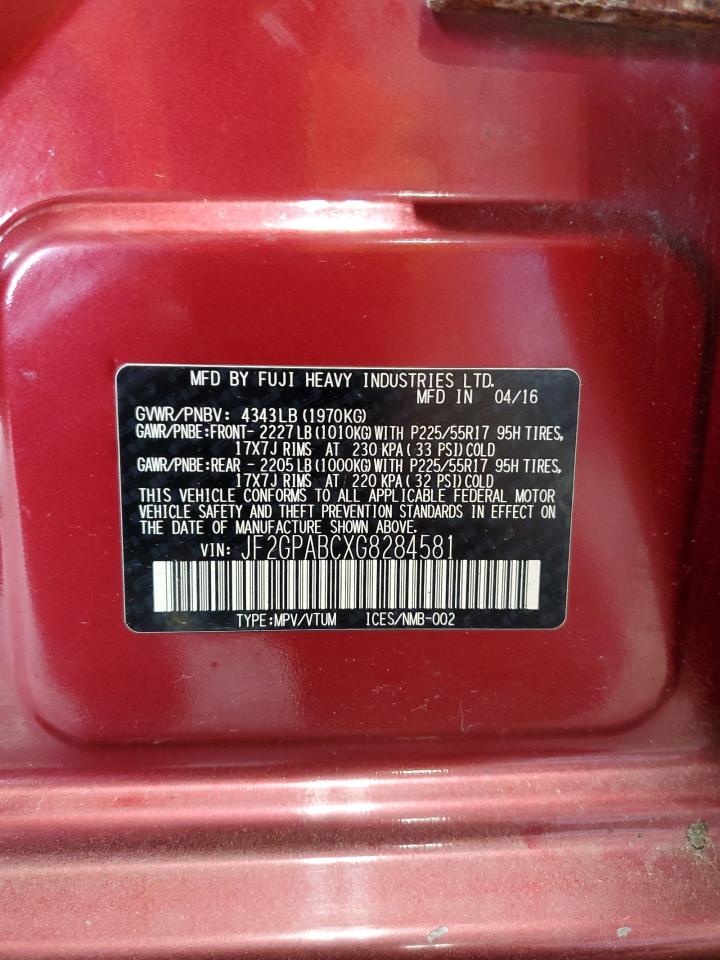 MFD BY FUJI HEAVY INDUSTRIES LTD.
MFD IN 04/16
GVWR/PNBV: 4343LB (1970KG)
GAWR/PNBE:FRONT- 2227LB (1010KG) WITH P225/55R17 95H TIRES,
17X7J RIMS AT 230 KPA ( 33 PSI) COLD
GAWR/PNBE:REAR - 2205LB (1000KG) WITH P225/55R17 95H TIRES,
17X7J RIMS AT 220 KPA ( 32 PSI) COLD
THIS VEHICLE CONFORMS TO ALL APPLICABLE FEDERAL MOTOR
VEHICLE SAFETY AND THEFT PREVENTION STANDARDS IN EFFECT ON
THE DATE OF MANUFACTURE SHOWN ABOVE.
VIN: JF2GPABCXG8284581
TYPE:MPV/VTUM ICES/NMB-002